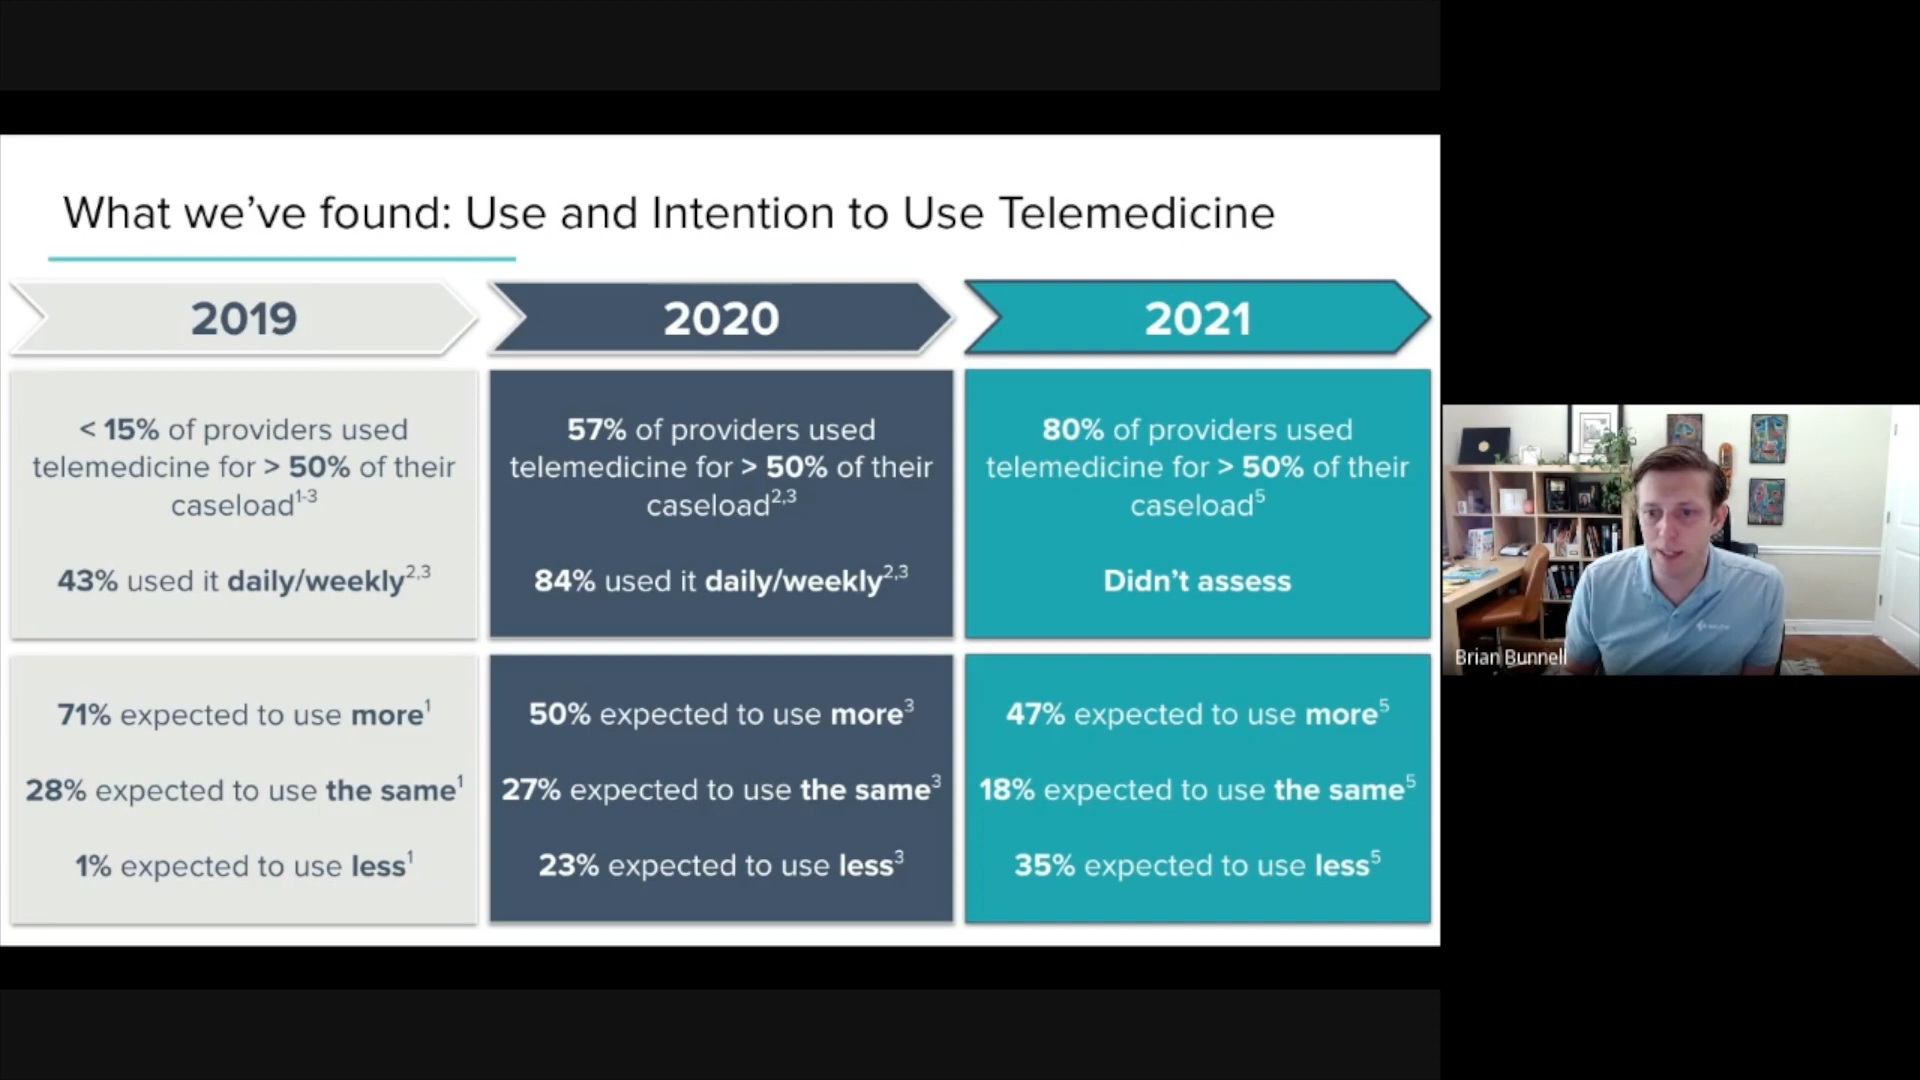 What we've found: Use and Intention to Use Telemedicine
2019
< 15% of providers used
telemedicine for > 50% of their
caseload1-3
43% used it daily/weekly2,3
71% expected to use more1
28% expected to use the same1
1% expected to use less1
2020
57% of providers used
telemedicine for > 50% of their
caseload2,3
84% used it daily/weekly2,3
50% expected to use more3
27% expected to use the same3
23% expected to use less3
2021
80% of providers used
telemedicine for > 50% of their
caseload5
Didn't assess
47% expected to use more5
18% expected to use the same5
35% expected to use less5
Brian Bunnell